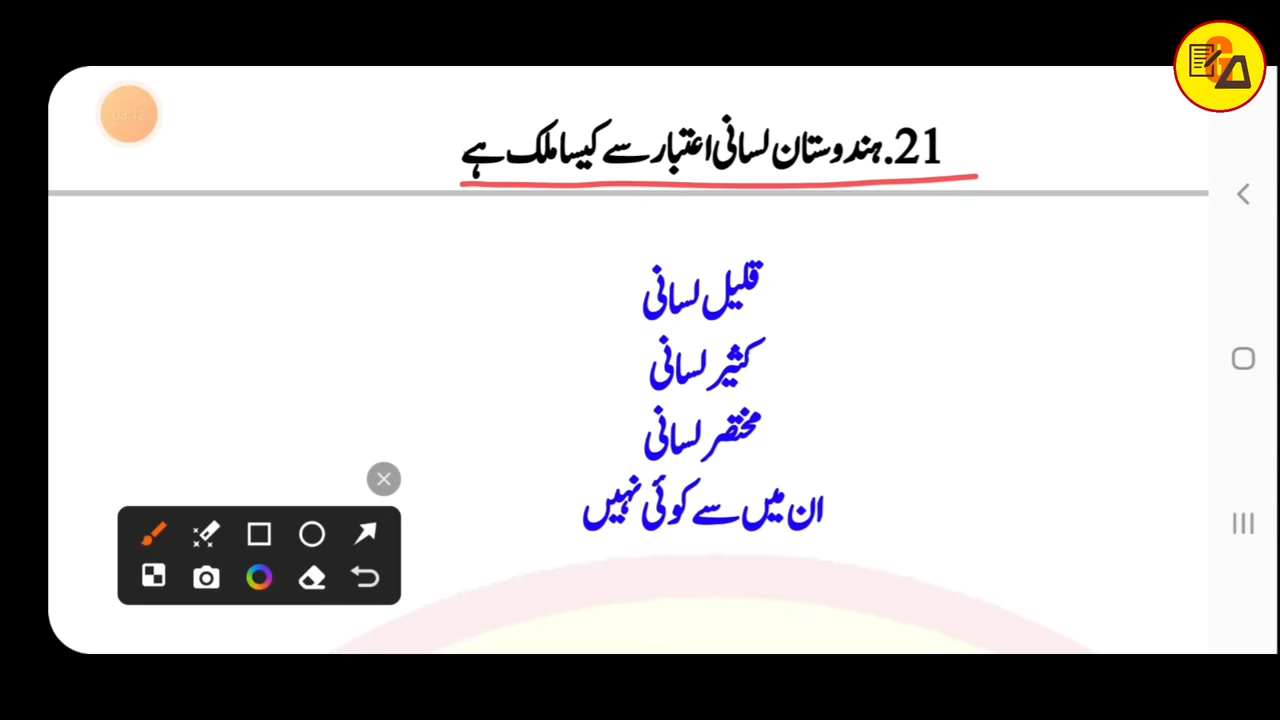 21.ہندوستان لسانی اعتبار سے کیسا ملک ہے
قلیل لسانی
کثیر لسانی
مختصر لسانی
ان میں سے کوئی نہیں